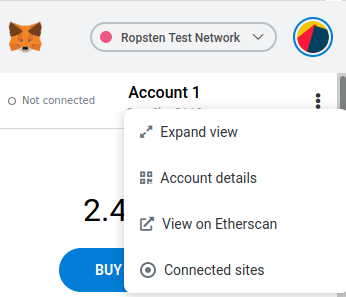 Ropsten Test Network
Not connected
Account 1
Expand view
Account details
View on Etherscan
2.4
BUY
Connected sites